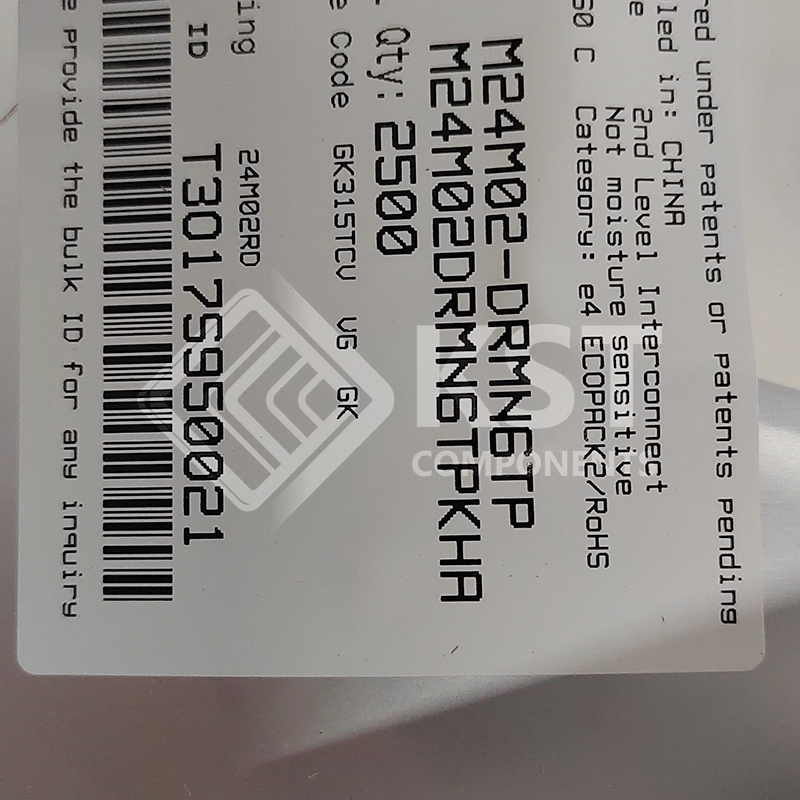 red under patents or patents pending
led in: CHINA
2nd Level Interconnect
Not moisture sensitive
Category: e4 ECOPACK2/RoHS
M24M02-DRMN6TP
M24M02DRMN6TPKHA
Qty: 2500
Code GK315TCV VG GK
ing
24M02RD
ID T3017S950021
Provide the bulk ID for any inquiry
KST
COMPONENTS